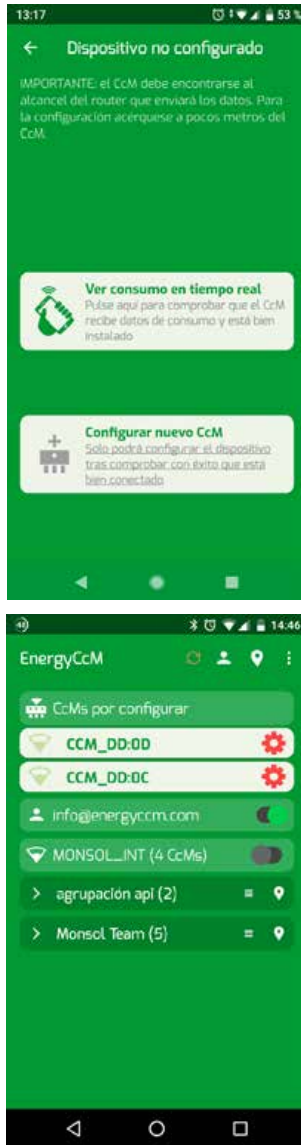 13:17
53 %
Dispositivo no configurado
IMPORTANTE: el CcM debe encontrarse al
alcancel del router que enviará los datos. Para
la configuración acérquese a pocos metros del
CcM.
Ver consumo en tiempo real
Pulse aqui para comprobar que el CcM
recibe datos de consumo y está bien
instalado
Configurar nuevo CcM
Solo podrá configurar el dispositivo
tras comprobar con éxito que está
bien conectado
14:46
EnergyCcM
CcMs por configurar
CCM_DD:0D
CCM_DD:0C
info@energyccm.com
MONSOL_INT (4 CcMs)
agrupación api (2)
Monsol Team (5)